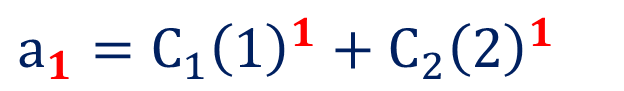 a₁ = C₁(1)¹ + C₂(2)¹